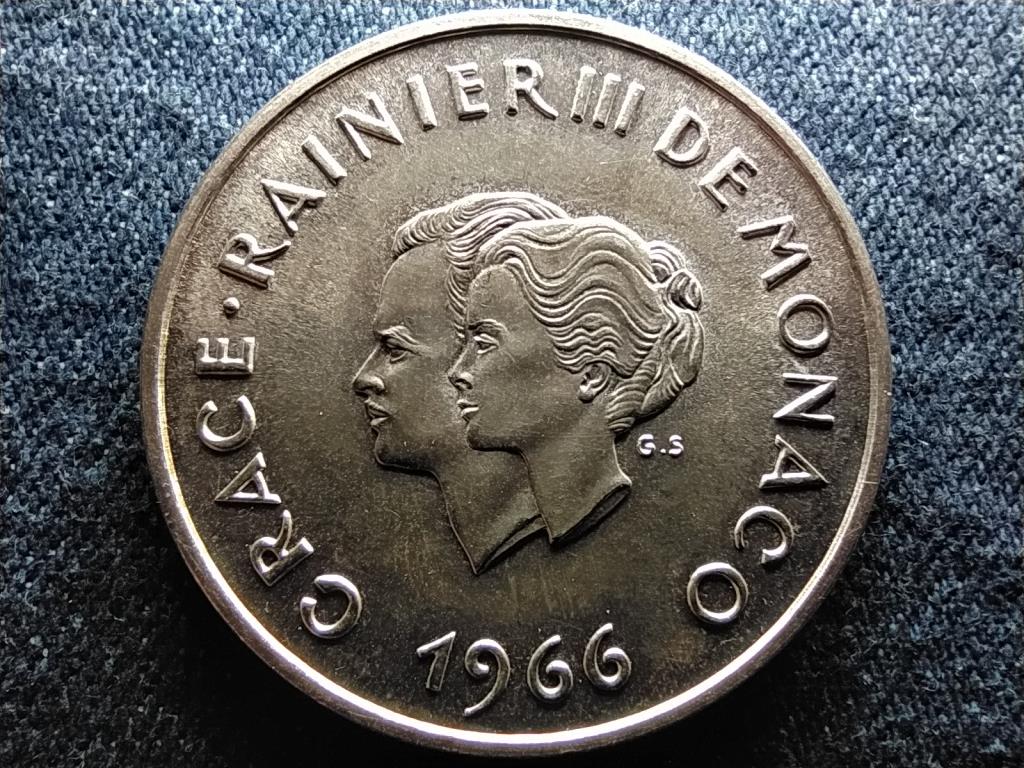 GRACE · RAINIER III DE MONACO
G.S
1966